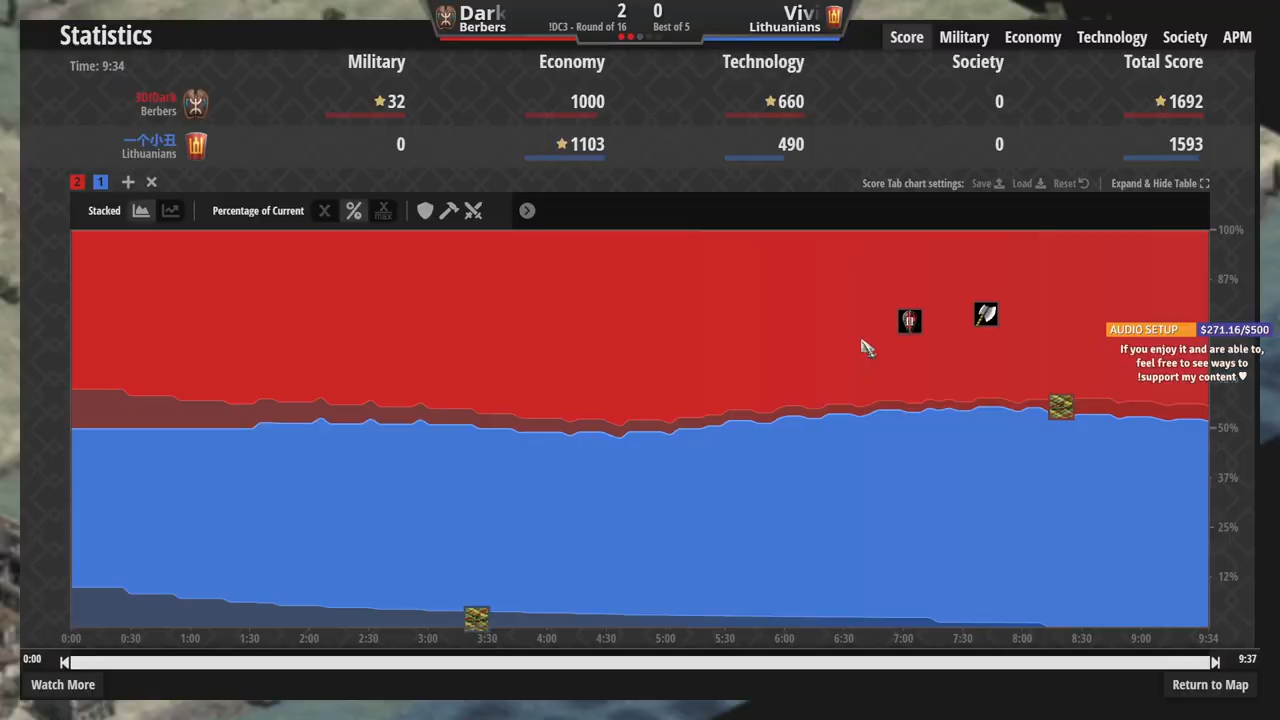 Dark
Berbers
2 0
!DC3 - Round of 16 Best of 5
Vivi
Lithuanians
Statistics
Score Military Economy Technology Society APM
Time: 9:34 Military Economy Technology Society Total Score
3D!Dark
Berbers
32 1000 660 0 1692
一个小丑
Lithuanians
0 1103 490 0 1593
2 1
Score Tab chart settings: Save Load Reset Expand & Hide Table
Stacked Percentage of Current X % X MAX
100%
87%
AUDIO SETUP $271.16/$500
If you enjoy it and are able to,
feel free to see ways to
!support my content ♥
50%
37%
25%
12%
0:00 0:30 1:00 1:30 2:00 2:30 3:00 3:30 4:00 4:30 5:00 5:30 6:00 6:30 7:00 7:30 8:00 8:30 9:00 9:34
0:00 9:37
Watch More Return to Map